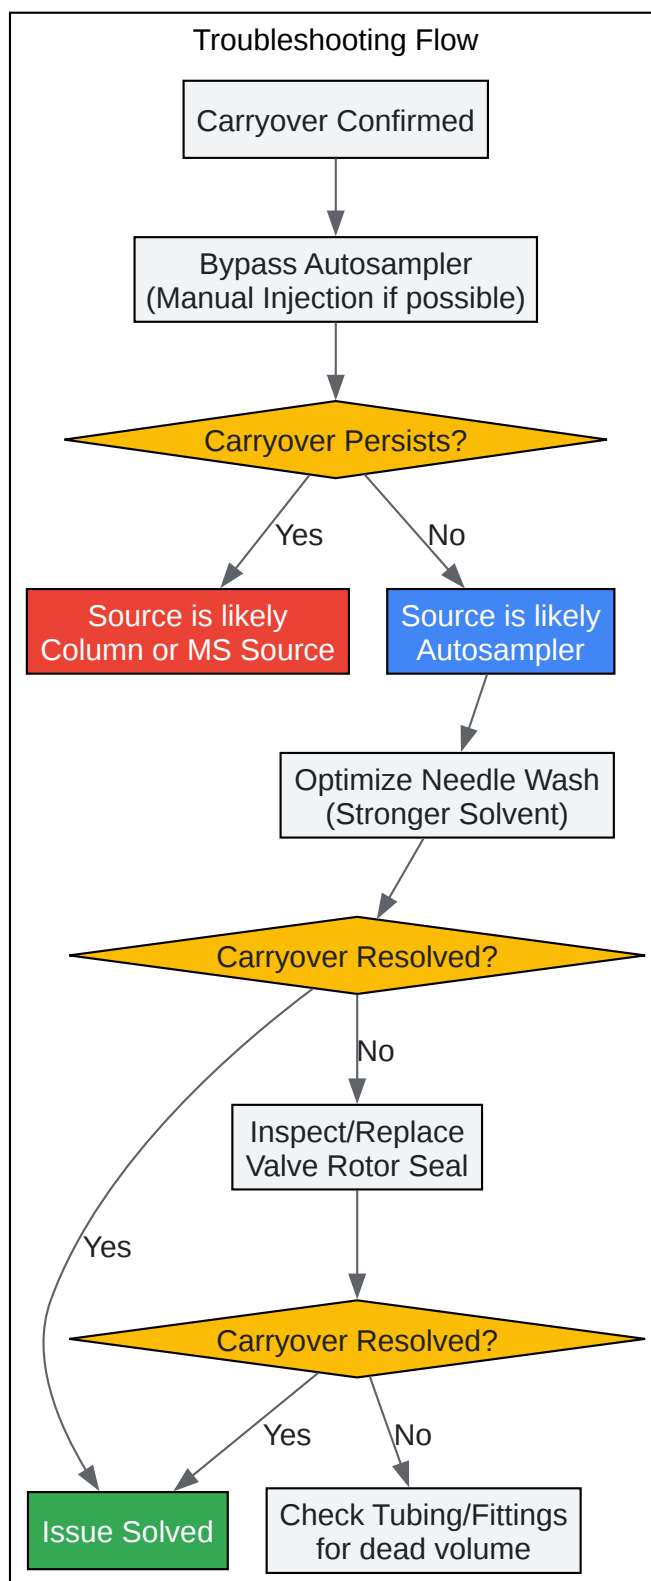 Troubleshooting Flow
Carryover Confirmed
Bypass Autosampler
(Manual Injection if possible)
Carryover Persists?
Yes
No
Source is likely
Column or MS Source
Source is likely
Autosampler
Optimize Needle Wash
(Stronger Solvent)
Carryover Resolved?
No
Inspect/Replace
Valve Rotor Seal
Yes
Carryover Resolved?
Yes
No
Issue Solved
Check Tubing/Fittings
for dead volume